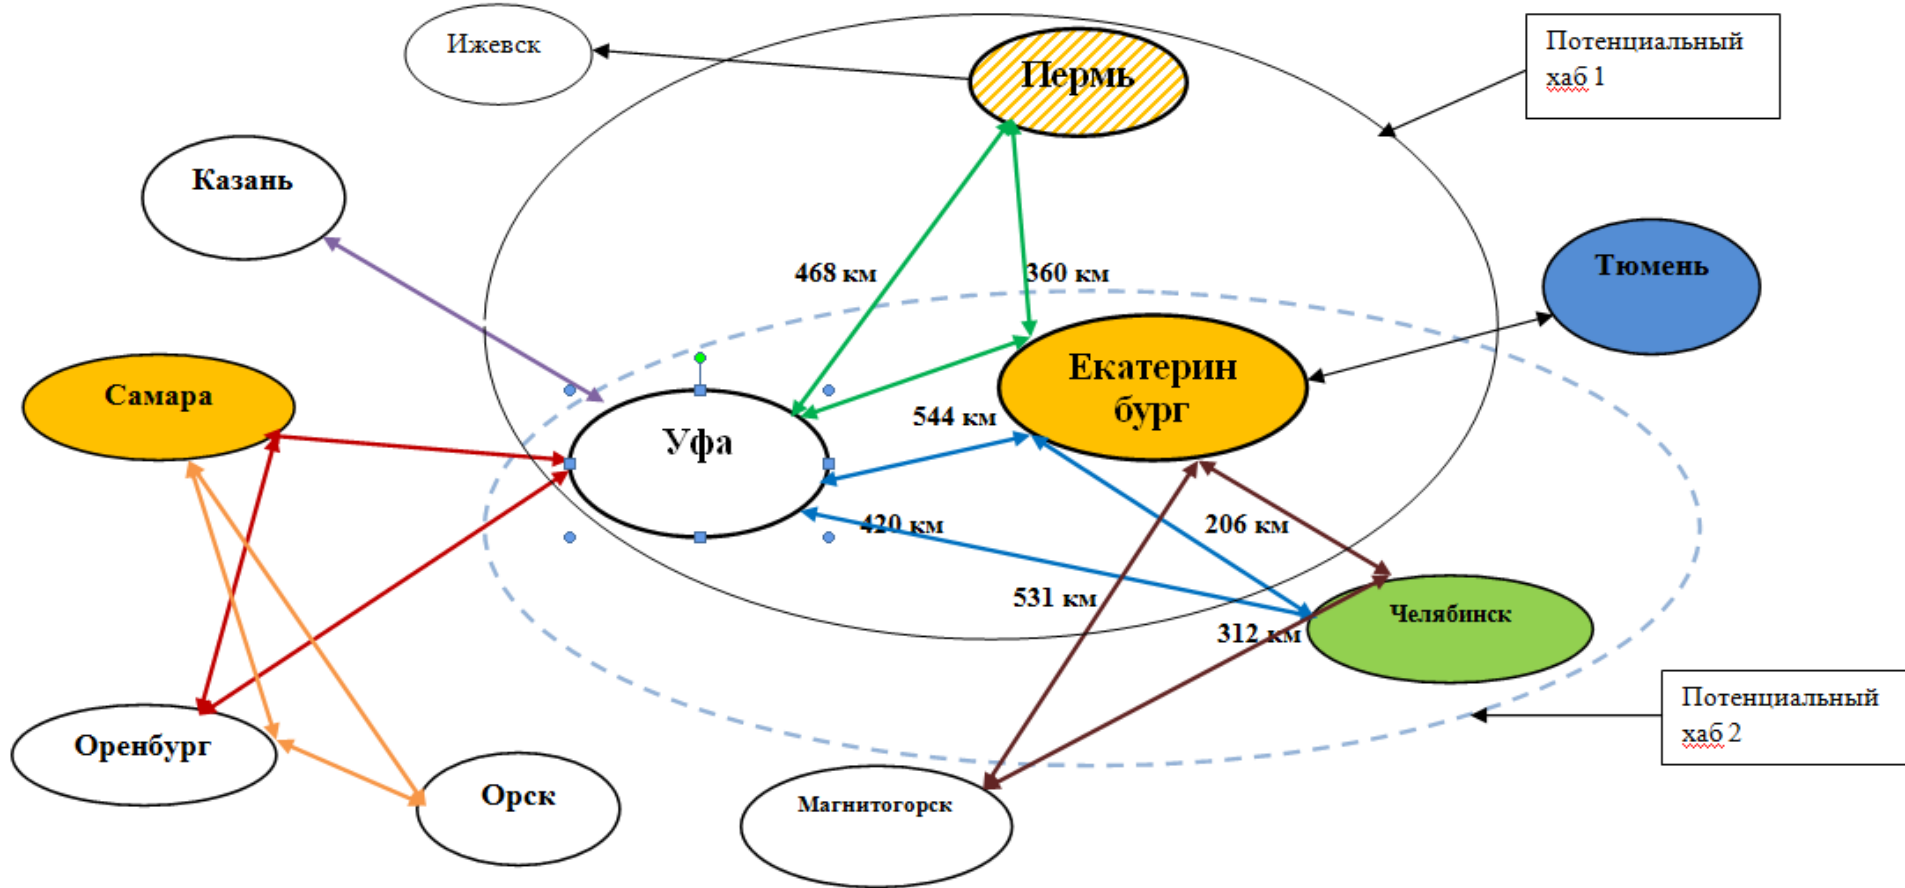 Ижевск
Пермь
Потенциальный
хаб 1
Казань
468 км
360 км
Тюмень
Самара
Екатерин
бург
Уфа
544 км
420 км
206 км
531 км
312 км
Челябинск
Потенциальный
хаб 2
Оренбург
Орск
Магнитогорск